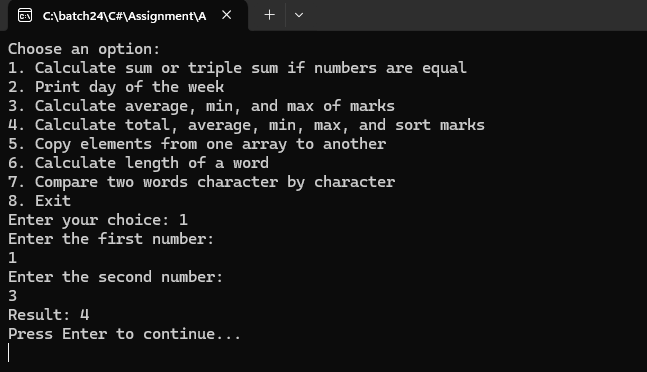 C:\batch24\C#\Assignment\A
Choose an option:
1. Calculate sum or triple sum if numbers are equal
2. Print day of the week
3. Calculate average, min, and max of marks
4. Calculate total, average, min, max, and sort marks
5. Copy elements from one array to another
6. Calculate length of a word
7. Compare two words character by character
8. Exit
Enter your choice: 1
Enter the first number:
1
Enter the second number:
3
Result: 4
Press Enter to continue...